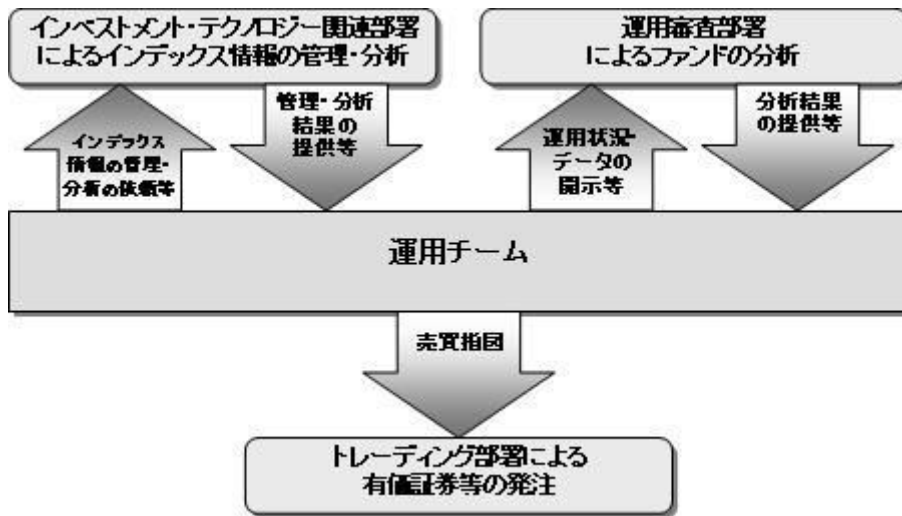 インベストメント・テクノロジー関連部署
によるインデックス情報の管理・分析
運用審査部署
によるファンドの分析
インデックス
情報の管理・
分析の依頼等
管理・分析
結果の
提供等
運用状況・
データの
開示等
分析結果
の提供等
運用チーム
売買指図
トレーディング部署による
有価証券等の発注